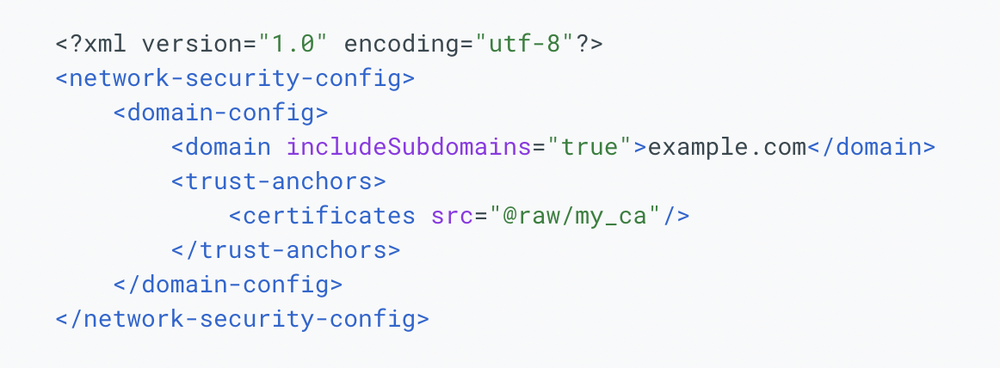 <?xml version="1.0" encoding="utf-8"?>
<network-security-config>
    <domain-config>
        <domain includeSubdomains="true">example.com</domain>
        <trust-anchors>
            <certificates src="@raw/my_ca"/>
        </trust-anchors>
    </domain-config>
</network-security-config>